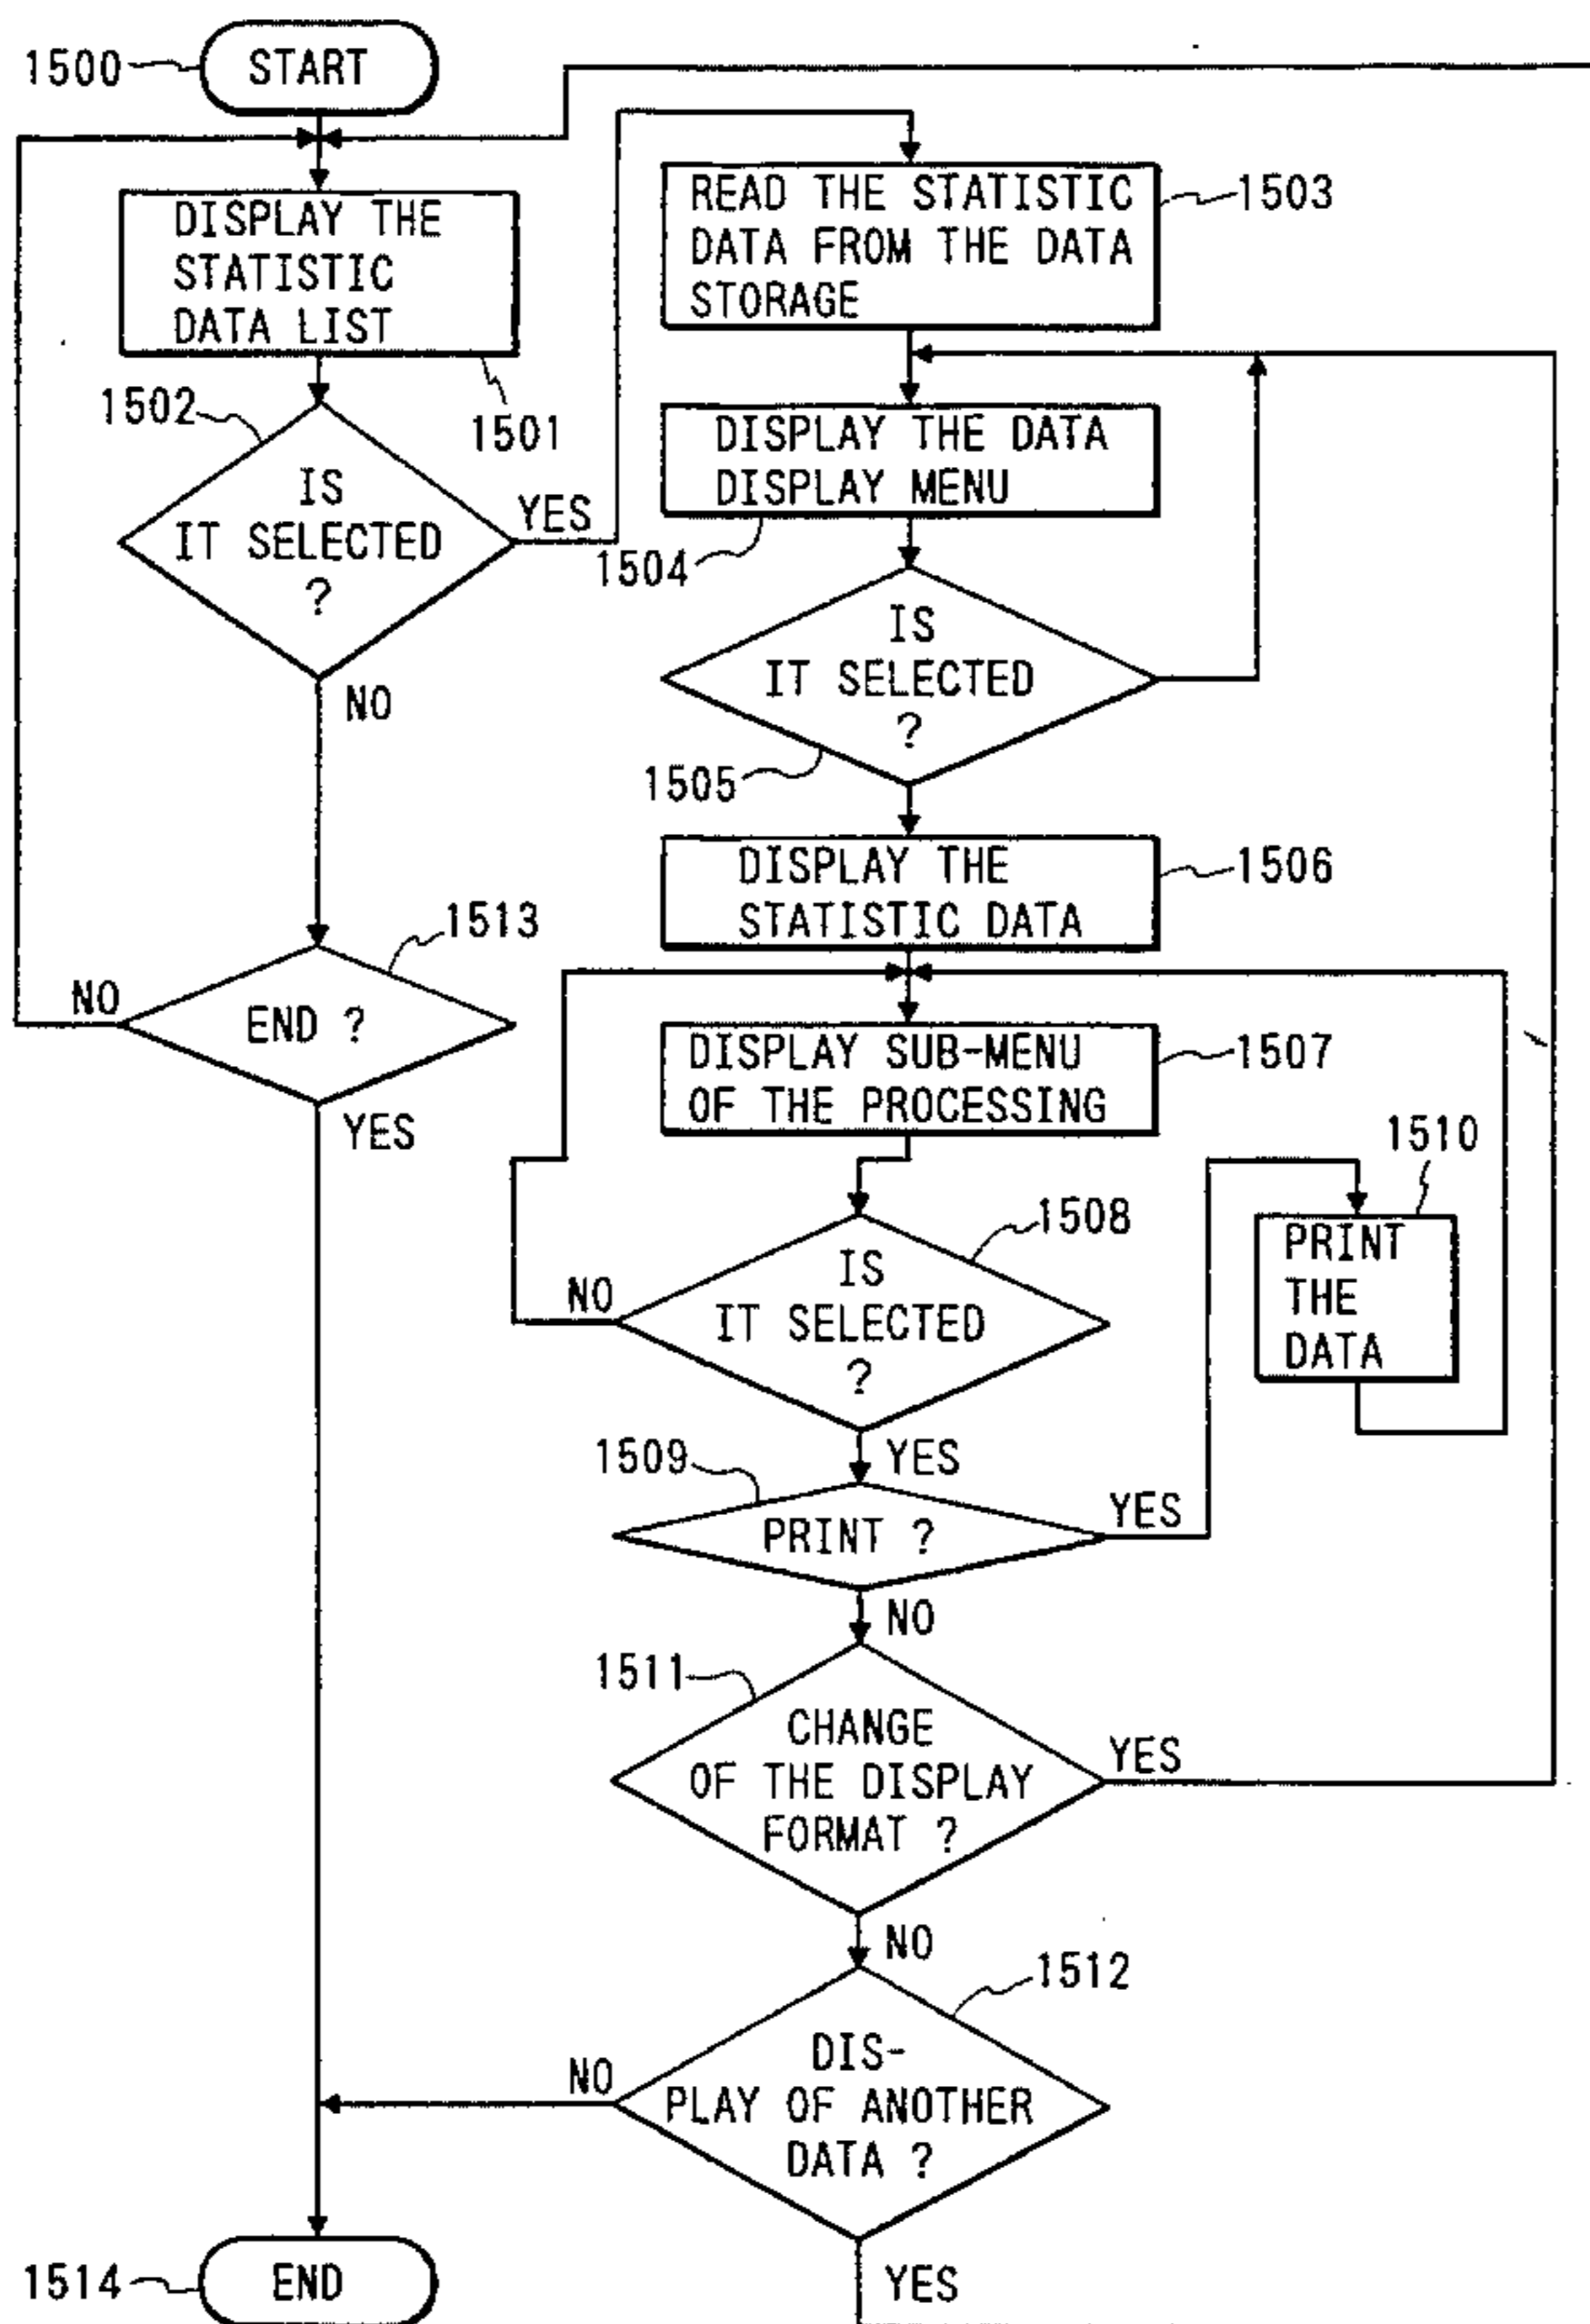 1500
START
DISPLAY THE
STATISTIC
DATA LIST
1501
1502
IS
IT SELECTED
?
YES
NO
1513
END ?
NO
YES
READ THE STATISTIC
DATA FROM THE DATA
STORAGE
1503
DISPLAY THE DATA
DISPLAY MENU
1504
IS
IT SELECTED
?
1505
DISPLAY THE
STATISTIC DATA
1506
DISPLAY SUB-MENU
OF THE PROCESSING
1507
1508
IS
IT SELECTED
?
NO
YES
1509
PRINT ?
YES
1510
PRINT
THE
DATA
NO
1511
CHANGE
OF THE DISPLAY
FORMAT ?
YES
NO
1512
DIS-
PLAY OF ANOTHER
DATA ?
NO
YES
1514
END